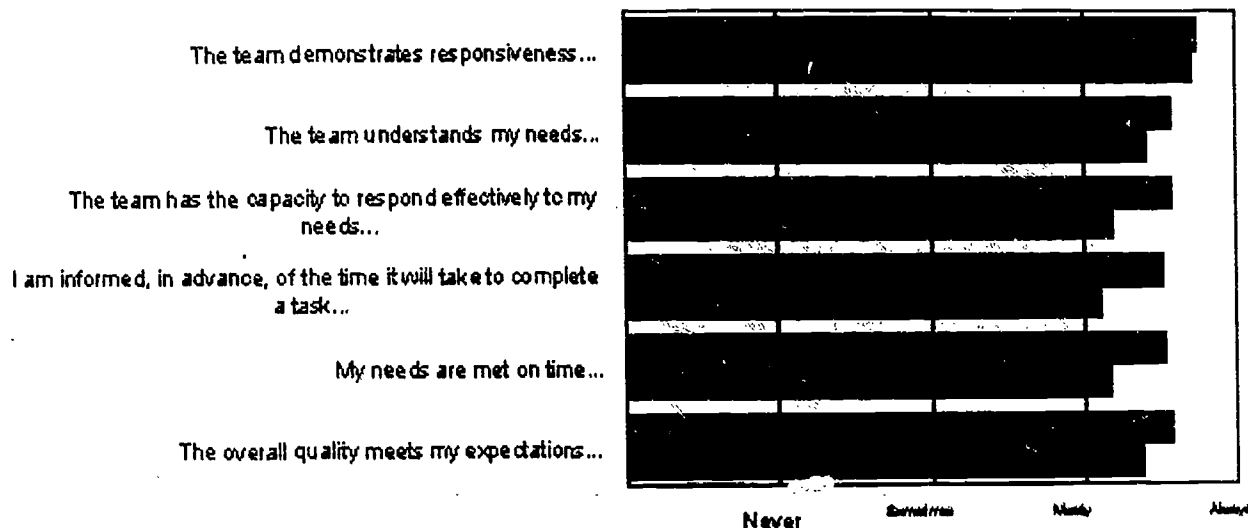 The team demonstrates responsiveness...
The team understands my needs...
The team has the capacity to respond effectively to my
needs...
I am informed, in advance, of the time it will take to complete
a task...
My needs are met on time...
The overall quality meets my expectations...
Never Sometimes Mostly Always